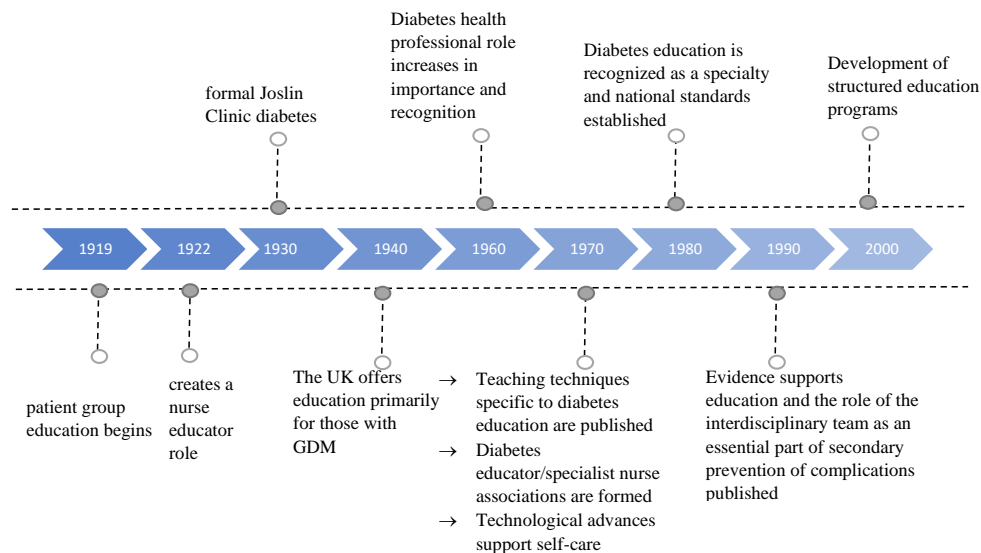 Diabetes health
professional role
increases in
importance and
recognition
Diabetes education is
recognized as a specialty
and national standards
established
Development of
structured education
programs
formal Joslin
Clinic diabetes
1919
1922
1930
1940
1960
1970
1980
1990
2000
patient group
education begins
creates a
nurse
educator
role
The UK offers
education primarily
for those with
GDM
→ Teaching techniques
specific to diabetes
education are published
→ Diabetes
educator/specialist nurse
associations are formed
→ Technological advances
support self-care
Evidence supports
education and the role of the
interdisciplinary team as an
essential part of secondary
prevention of complications
published